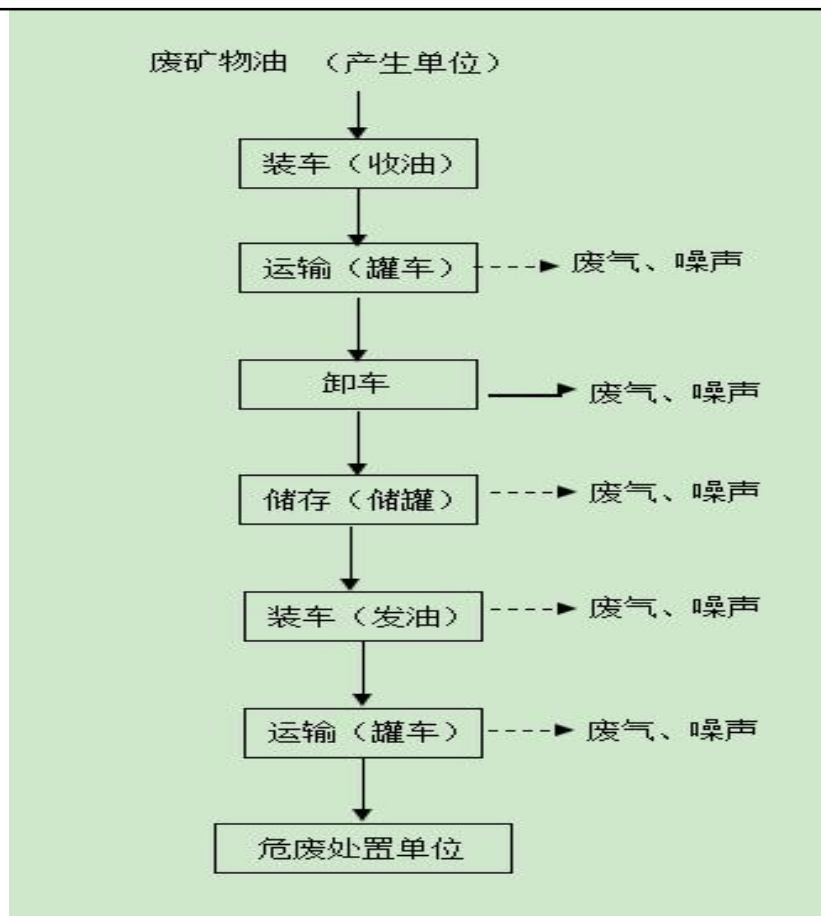 废矿物油 （产生单位）
装车（收油）
运输（罐车） 废气、噪声
卸车 废气、噪声
储存（储罐） 废气、噪声
装车（发油） 废气、噪声
运输（罐车） 废气、噪声
危废处置单位